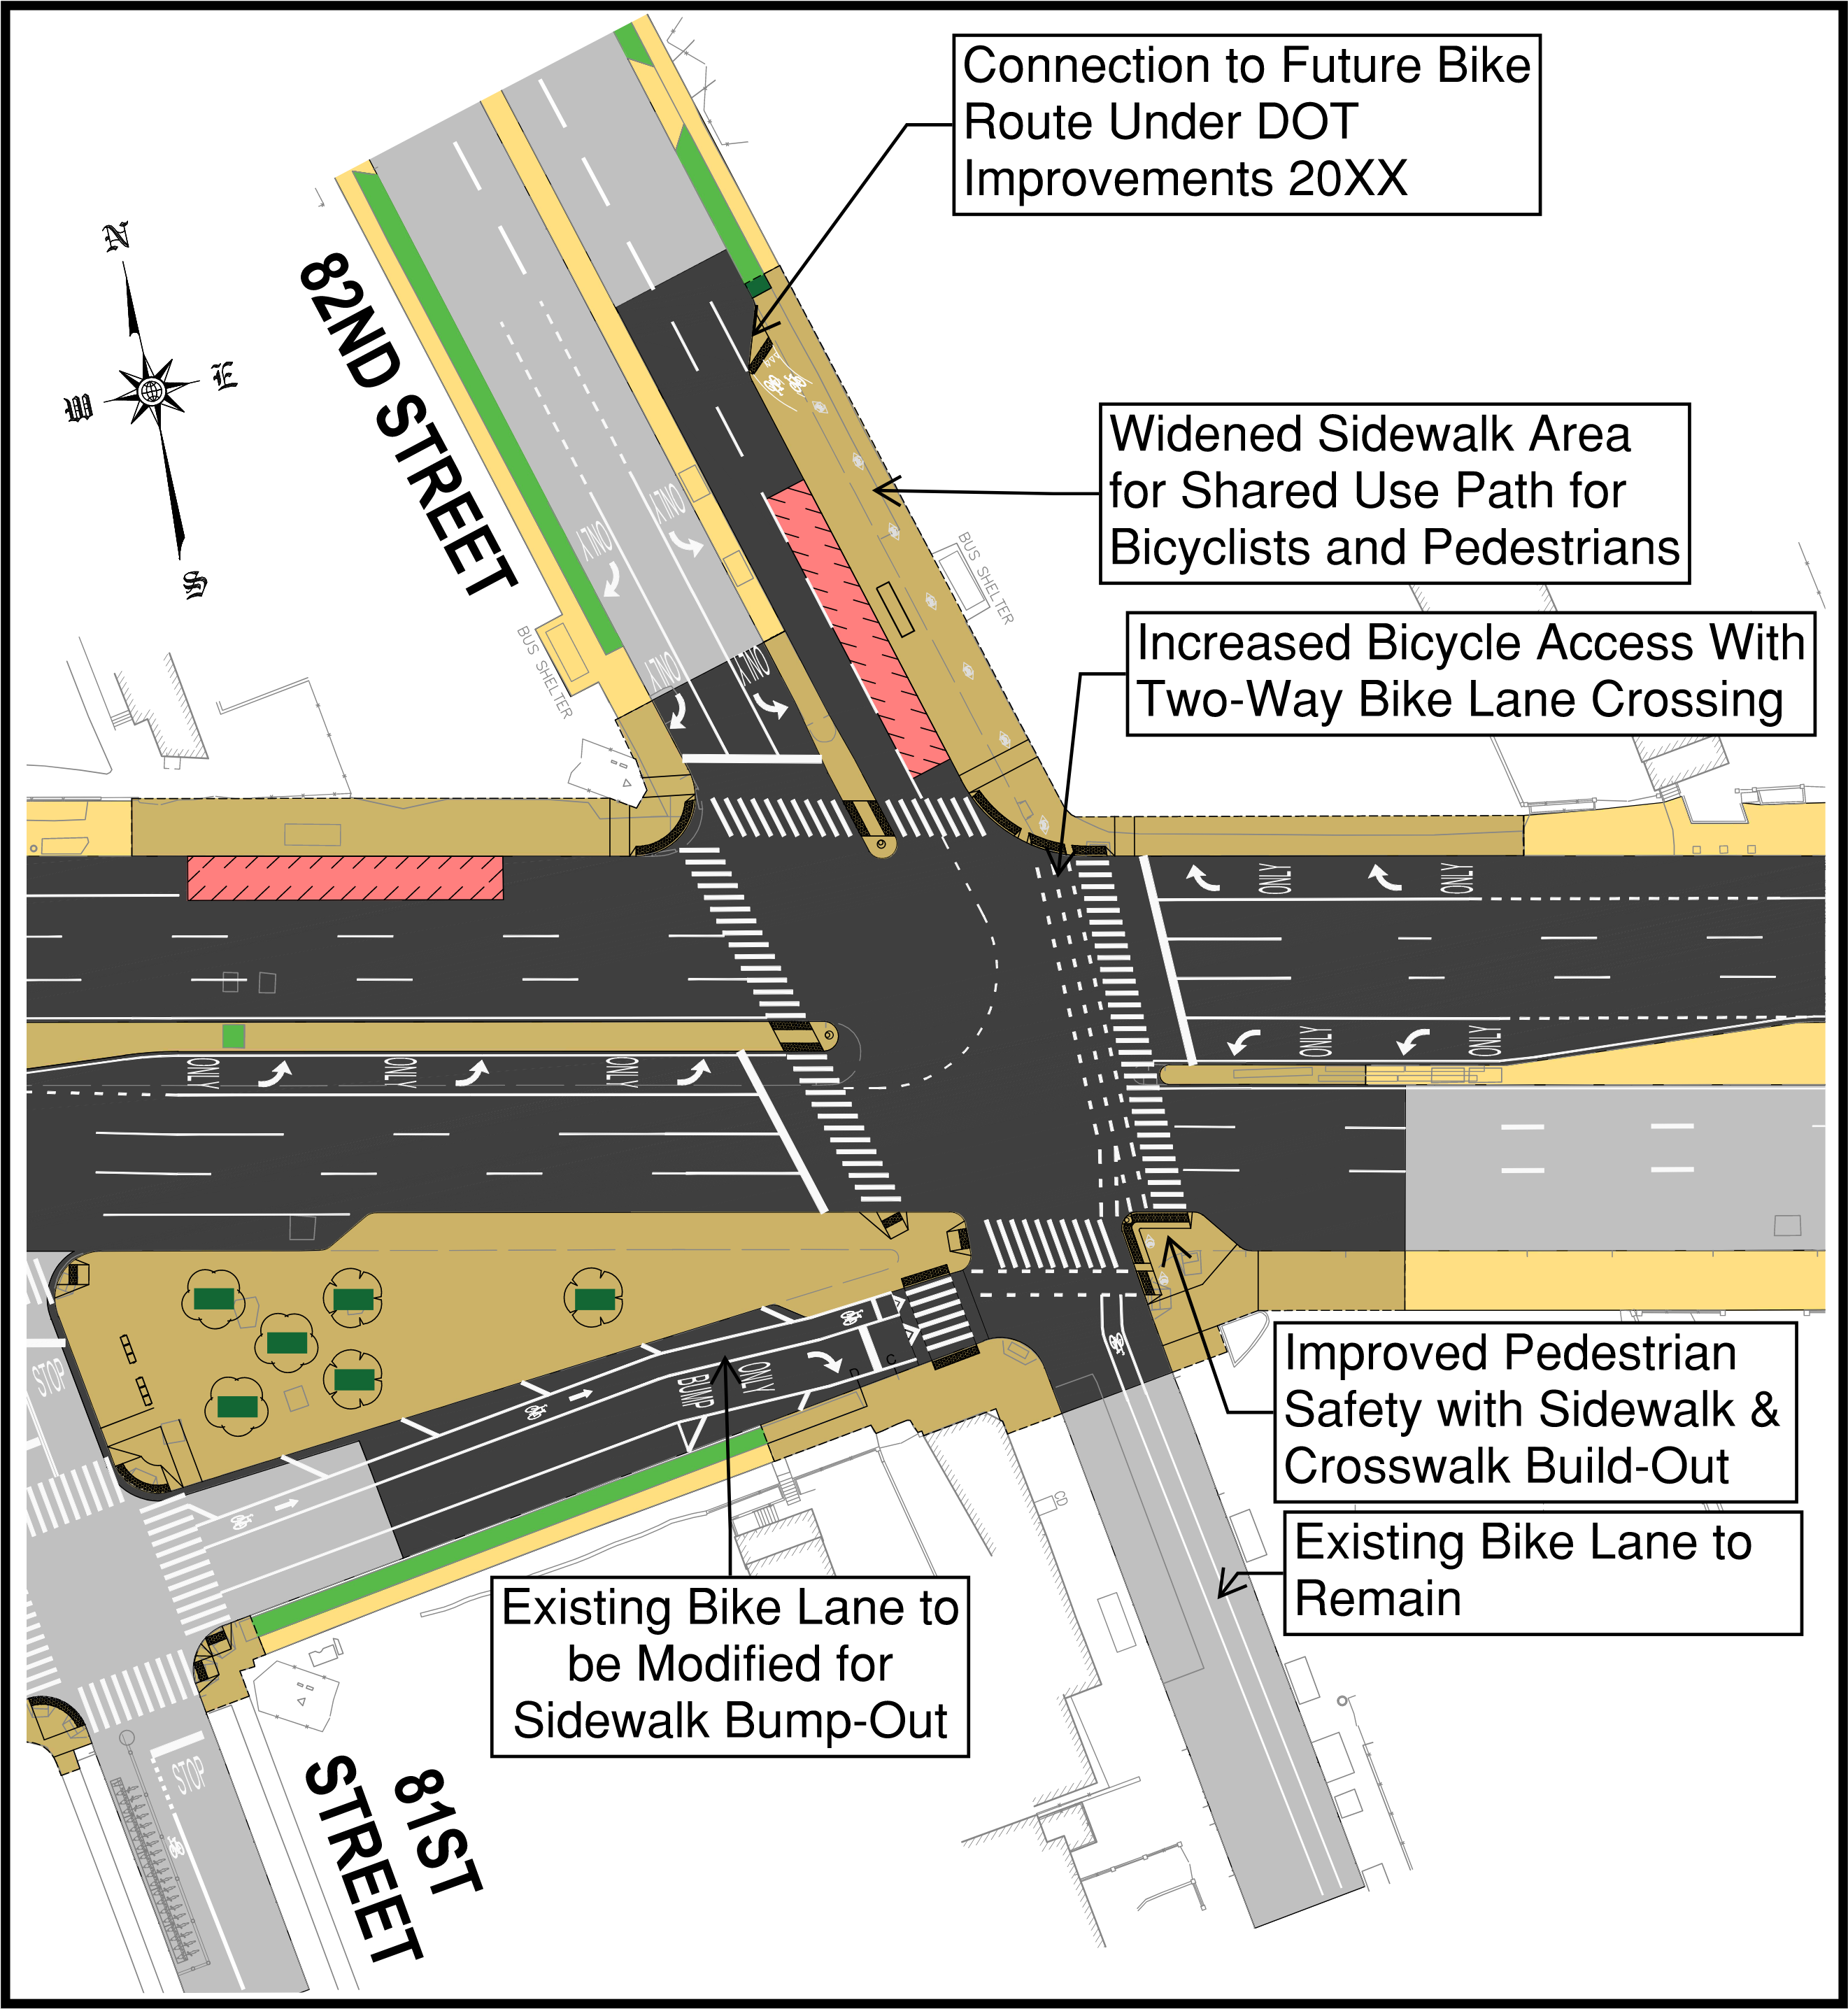 Connection to Future Bike
Route Under DOT
Improvements 20XX
N
E
W
S
82ND STREET
Widened Sidewalk Area
for Shared Use Path for
Bicyclists and Pedestrians
BUS SHELTER
BUS SHELTER
Increased Bicycle Access With
Two-Way Bike Lane Crossing
ONLY
ONLY
ONLY
ONLY
ONLY
ONLY
ONLY
ONLY
ONLY
ONLY
ONLY
STOP
ONLY
BUMP
C
Improved Pedestrian
Safety with Sidewalk &
Crosswalk Build-Out
CD
Existing Bike Lane to
Remain
Existing Bike Lane to
be Modified for
Sidewalk Bump-Out
STOP
81ST
STREET